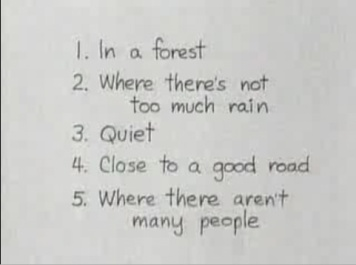 1. In a forest
2. Where there's not
too much rain
3. Quiet
4. Close to a good road
5. Where there aren't
many people